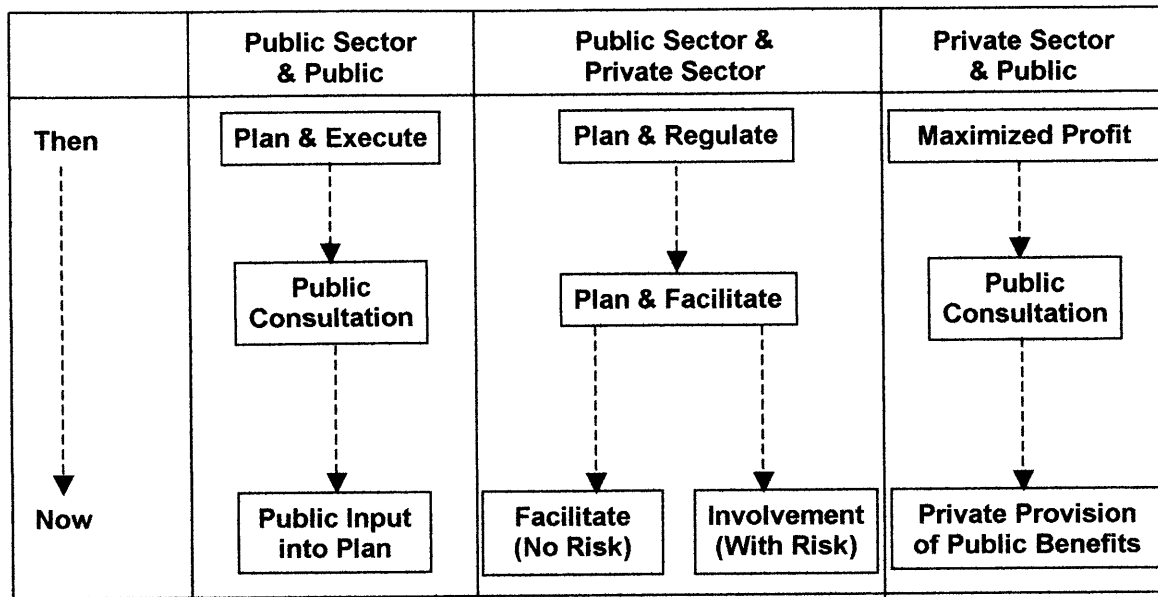 Public Sector
& Public
Public Sector &
Private Sector
Private Sector
& Public
Then
Plan & Execute
Plan & Regulate
Maximized Profit
Public
Consultation
Plan & Facilitate
Public
Consultation
Now
Public Input
into Plan
Facilitate
(No Risk)
Involvement
(With Risk)
Private Provision
of Public Benefits